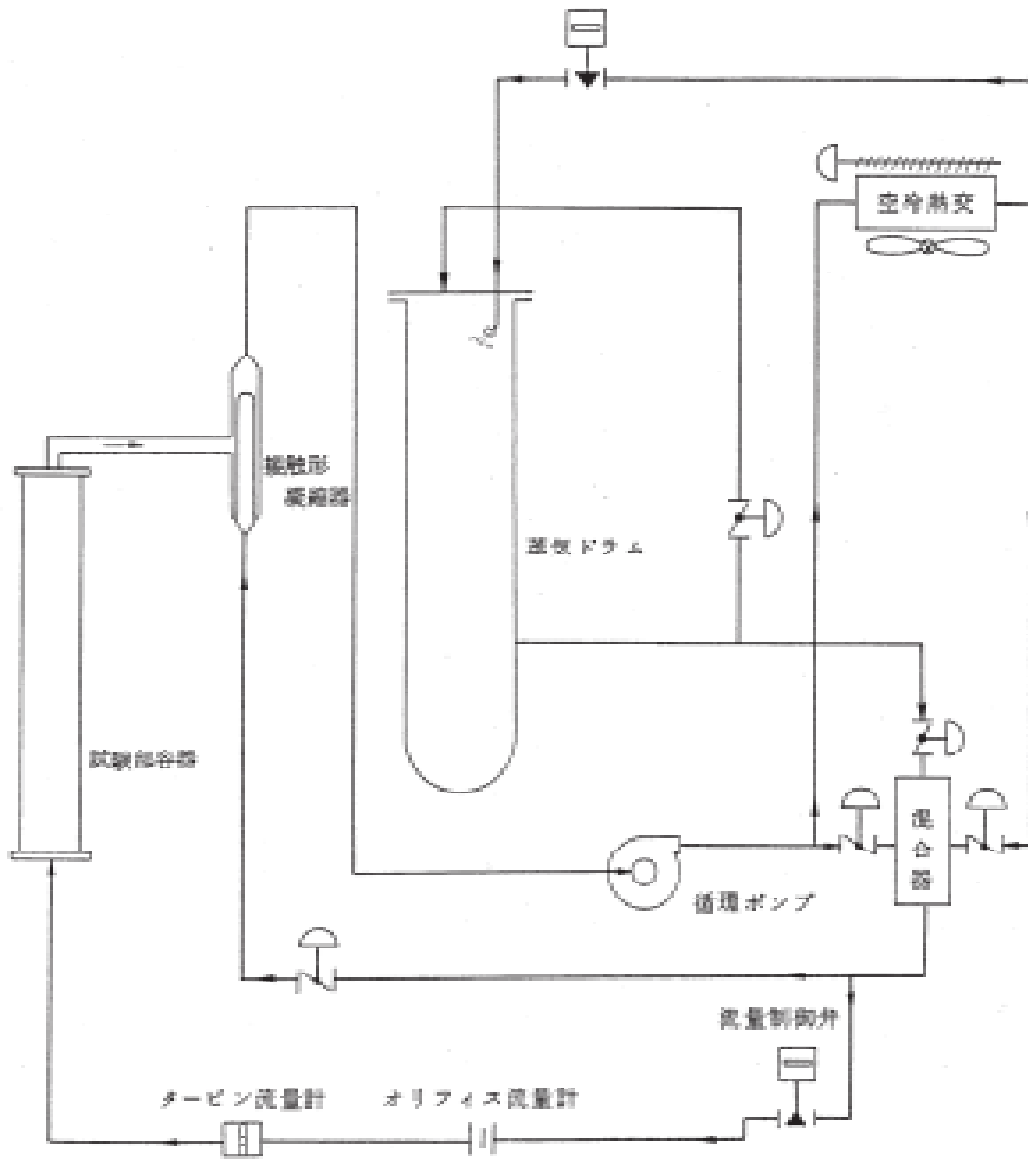 空冷熱交
接触形
凝縮器
蒸気ドラム
試験部容器
混合器
循環ポンプ
流量制御弁
タービン流量計
オリフィス流量計